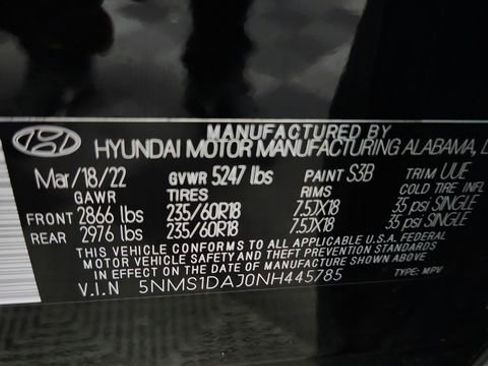 MANUFACTURED BY
HYUNDAI MOTOR MANUFACTURING ALABAMA, L
Mar/18/22 GVWR 5247 lbs PAINT S3B TRIM UUE
GAWR TIRES RIMS COLD TIRE INFL
FRONT 2866 lbs 235/60R18 7.5JX18 35 psi SINGLE
REAR 2976 lbs 235/60R18 7.5JX18 35 psi SINGLE
THIS VEHICLE CONFORMS TO ALL APPLICABLE U.S.A. FEDERAL
MOTOR VEHICLE SAFETY AND THEFT PREVENTION STANDARDS
IN EFFECT ON THE DATE OF MANUFACTURE SHOWN ABOVE.
V.I.N 5NMS1DAJ0NH445785 TYPE: MPV